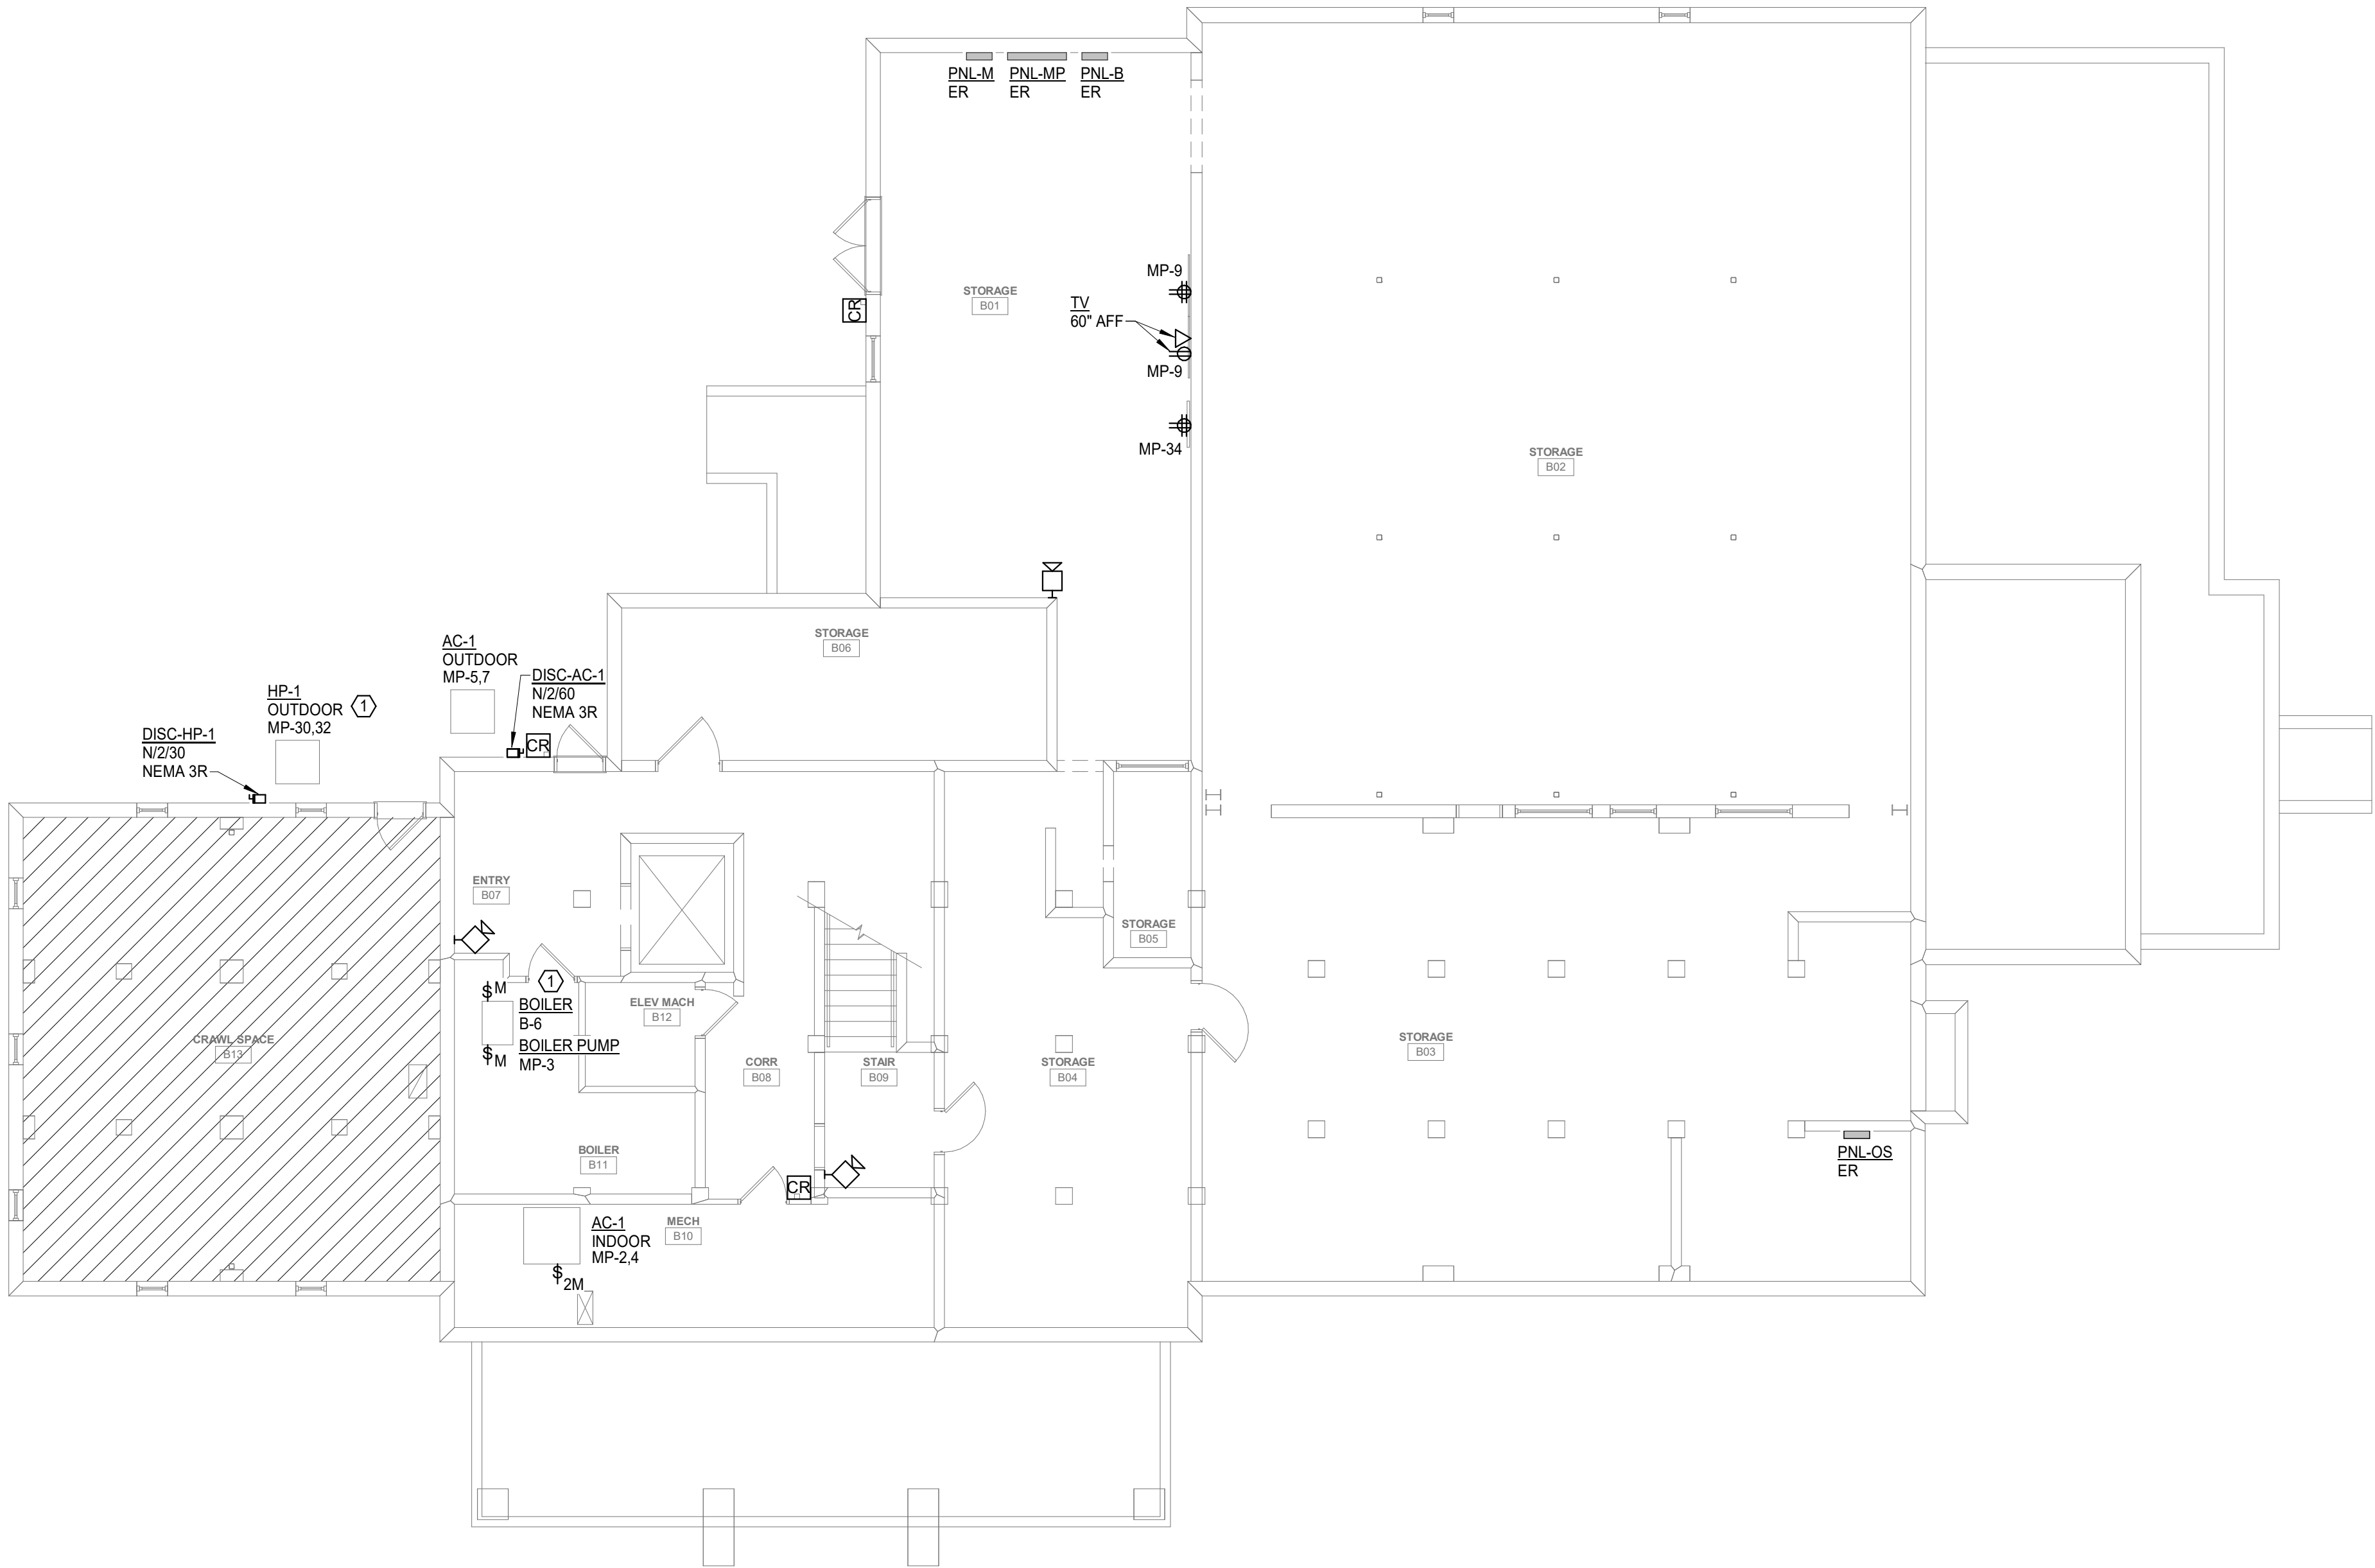 PNL-M
ER
PNL-MP
ER
PNL-B
ER
STORAGE
B01
MP-9
TV
60" AFF
MP-9
MP-34
CR
STORAGE
B02
STORAGE
B06
AC-1
OUTDOOR
MP-5,7
DISC-AC-1
N/2/60
NEMA 3R
CR
HP-1
OUTDOOR
MP-30,32
1
DISC-HP-1
N/2/30
NEMA 3R
ENTRY
B07
STORAGE
B05
CRAWL SPACE
B13
$M
1
BOILER
B-6
BOILER PUMP
MP-3
$M
ELEV MACH
B12
CORR
B08
STAIR
B09
STORAGE
B04
STORAGE
B03
BOILER
B11
CR
PNL-OS
ER
AC-1
INDOOR
MP-2,4
$2M
MECH
B10